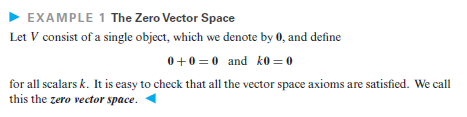 ▶ EXAMPLE 1 The Zero Vector Space
Let V consist of a single object, which we denote by 0, and define
0 + 0 = 0 and k0 = 0
for all scalars k. It is easy to check that all the vector space axioms are satisfied. We call
this the zero vector space. ◀